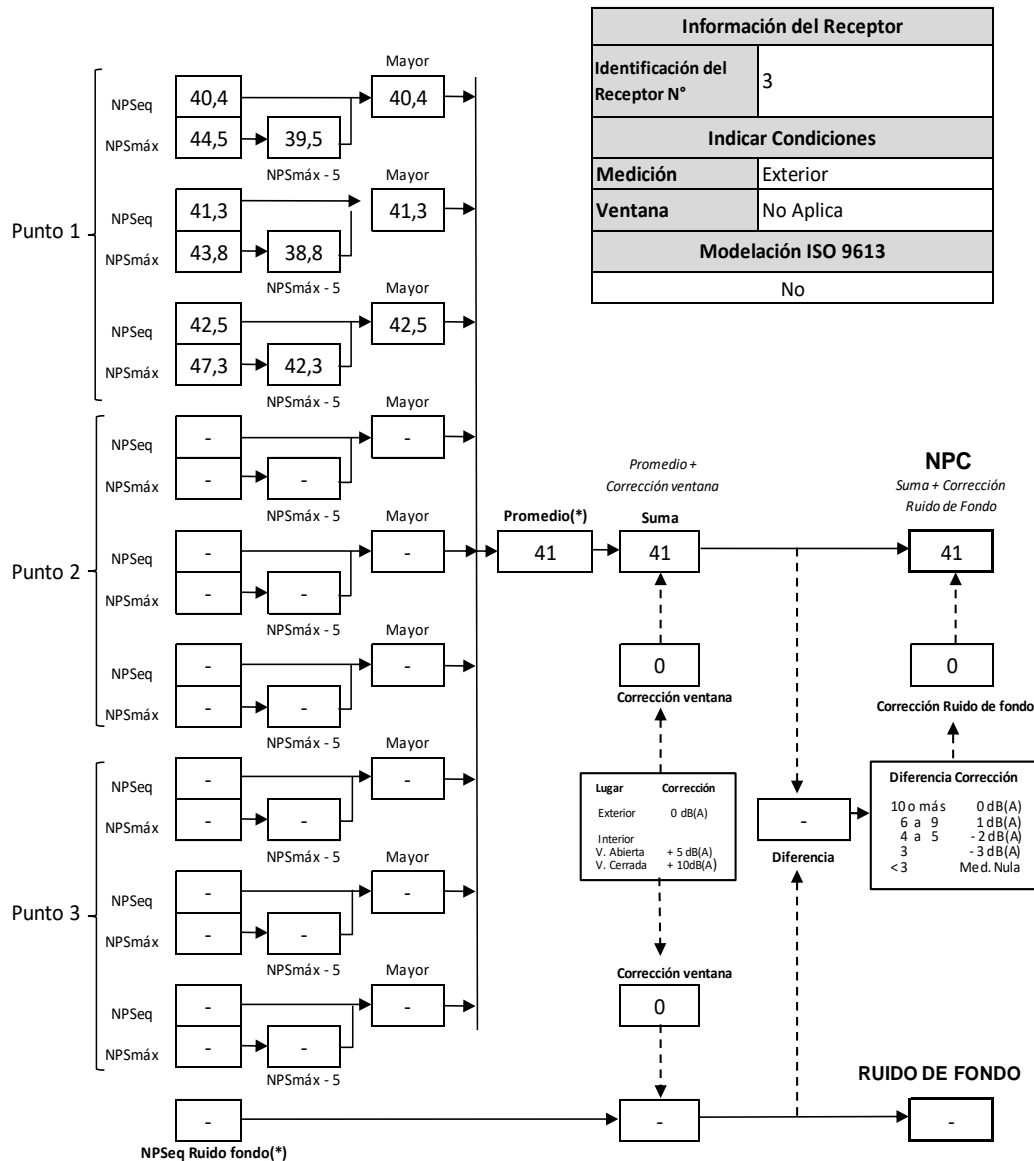 Información del Receptor
Identificación del
Receptor N°
3
Indicar Condiciones
Medición Exterior
Ventana No Aplica
Modelación ISO 9613
No
Punto 1
Mayor
NPSeq 40,4 40,4
NPSmáx 44,5 39,5
NPSmáx - 5
Mayor
NPSeq 41,3 41,3
NPSmáx 43,8 38,8
NPSmáx - 5
Mayor
NPSeq 42,5 42,5
NPSmáx 47,3 42,3
NPSmáx - 5
Punto 2
Mayor
NPSeq - -
NPSmáx - -
NPSmáx - 5
Mayor
NPSeq - -
NPSmáx - -
NPSmáx - 5
Mayor
NPSeq - -
NPSmáx - -
NPSmáx - 5
Punto 3
Mayor
NPSeq - -
NPSmáx - -
NPSmáx - 5
Mayor
NPSeq - -
NPSmáx - -
NPSmáx - 5
Mayor
NPSeq - -
NPSmáx - -
NPSmáx - 5
-
NPSeq Ruido fondo(*)
Promedio(*)
41
Promedio +
Corrección ventana
Suma
41
0
Corrección ventana
Lugar Corrección
Exterior 0 dB(A)
Interior
V. Abierta + 5 dB(A)
V. Cerrada + 10dB(A)
Corrección ventana
0
-
-
Diferencia
NPC
Suma + Corrección
Ruido de Fondo
41
0
Corrección Ruido de fondo
Diferencia Corrección
10 o más 0 dB(A)
6 a 9 1 dB(A)
4 a 5 - 2 dB(A)
3 - 3 dB(A)
< 3 Med. Nula
RUIDO DE FONDO
-